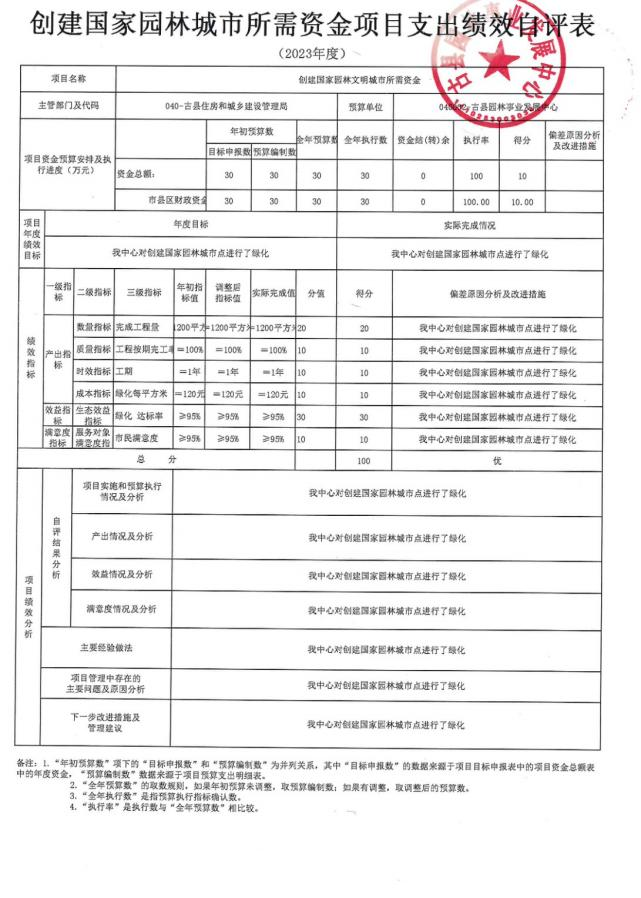 创建国家园林城市所需资金项目支出绩效自评表
（2023年度）
项目名称 创建国家园林文明城市所需资金
主管部门及代码 040-古县住房和城乡建设管理局 预算单位 古县园林事业发展中心
项目资金预算安排及执行进度（万元） 年初预算数 全年预算数 全年执行数 资金结(转)余 执行率 得分 偏差原因分析及改进措施
目标申报数 预算编制数
资金总额： 30 30 30 30 0 100 10
市县区财政资金 30 30 30 30 0 100.00 10.00
项目年度绩效目标 年度目标 实际完成情况
我中心对创建国家园林城市点进行了绿化 我中心对创建国家园林城市点进行了绿化
绩效指标 一级指标 二级指标 三级指标 年初指标值 调整后指标值 实际完成值 分值 得分 偏差原因分析及改进措施
产出指标 数量指标 完成工程量 1200平方 =1200平方 =1200平方 20 20 我中心对创建国家园林城市点进行了绿化
质量指标 工程按期完工率 =100% =100% =100% 10 10 我中心对创建国家园林城市点进行了绿化
时效指标 工期 =1年 =1年 =1年 10 10 我中心对创建国家园林城市点进行了绿化
成本指标 绿化每平方米 =120元 =120元 =120元 10 10 我中心对创建国家园林城市点进行了绿化
效益指标 生态效益指标 绿化 达标率 ≥95% ≥95% ≥95% 30 30 我中心对创建国家园林城市点进行了绿化
满意度指标 服务对象满意度指 市民满意度 ≥95% ≥95% ≥95% 10 10 我中心对创建国家园林城市点进行了绿化
总 分 100 优
项目绩效分析 自评结果分析 项目实施和预算执行情况及分析 我中心对创建国家园林城市点进行了绿化
产出情况及分析 我中心对创建国家园林城市点进行了绿化
效益情况及分析 我中心对创建国家园林城市点进行了绿化
满意度情况及分析 我中心对创建国家园林城市点进行了绿化
主要经验做法 我中心对创建国家园林城市点进行了绿化
项目管理中存在的主要问题及原因分析 我中心对创建国家园林城市点进行了绿化
下一步改进措施及管理建议 我中心对创建国家园林城市点进行了绿化
备注：1.“年初预算数”项下的“目标申报数”和“预算编制数”为并列关系，其中“目标申报数”的数据来源于项目目标申报表中的项目资金总额表
中的年度资金，“预算编制数”数据来源于项目预算支出明细表。
2.“全年预算数”的取数规则，如果年初预算未调整，取预算编制数；如果有调整，取调整后的预算数。
3.“全年执行数”是指预算执行指标确认数。
4.“执行率”是执行数与“全年预算数”相比较。